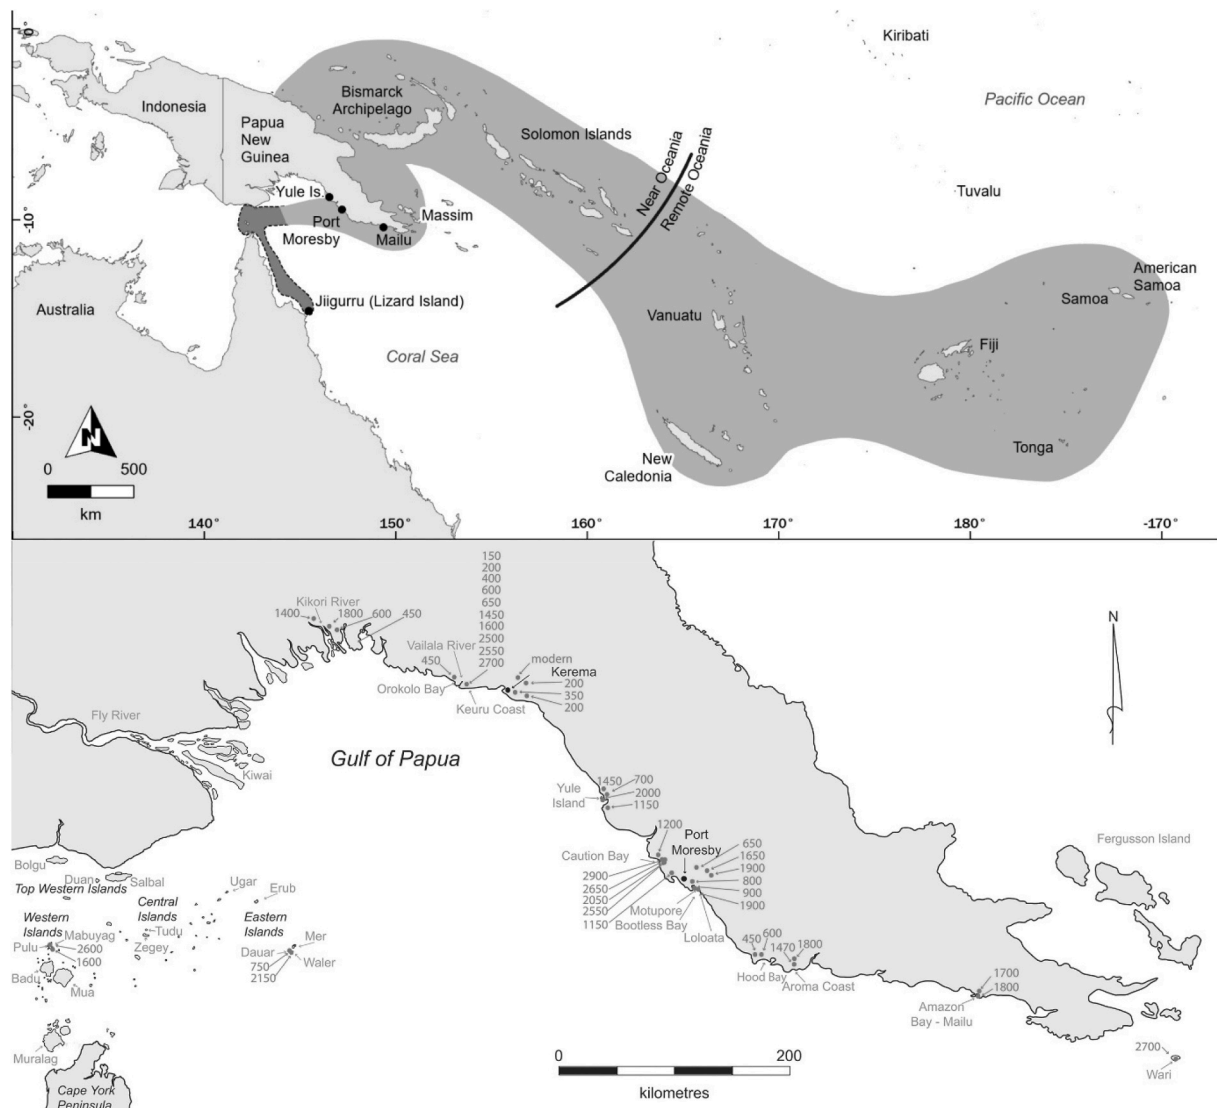 0°
Kiribati
Bismarck
Archipelago
Pacific Ocean
Indonesia
Papua
New
Guinea
Solomon Islands
Near Oceania
Remote Oceania
Yule Is.
Tuvalu
-10°
Port
Moresby
Massim
Mailu
American
Samoa
Samoa
Jiigurru (Lizard Island)
Australia
Vanuatu
Fiji
Coral Sea
-20°
N
New
Caledonia
Tonga
0 500
km
140° 150° 160° 170° 180° -170°
150
200
400
600
650
1450
1600
2500
2550
2700
Kikori River
1400 1800 600 450
N
Vailala River
450
modern
Kerema
200
350
200
Orokolo Bay
Keuru Coast
Fly River
Gulf of Papua
Kiwai
1450 700
Yule
Island
2000
1150
1200
Port
Moresby
Caution Bay
2900
2650
2050
2550
1150
650
1650
1900
800
900
1900
Fergusson Island
Motupore
Bootless Bay
Loloata
Bolgu
Duan
Salbal
Top Western Islands
Ugar
Erub
Western
Islands
Central
Islands
Eastern
Islands
Mabuyag
Pulu
2600
1600
Tudu
Zegey
Mer
Dauar
Waler
750
2150
Badu
Mua
450 600
1470 1800
Hood Bay
Aroma Coast
1700
1800
Amazon
Bay - Mailu
2700
Wari
Muralag
0 200
kilometres
Cape York
Peninsula